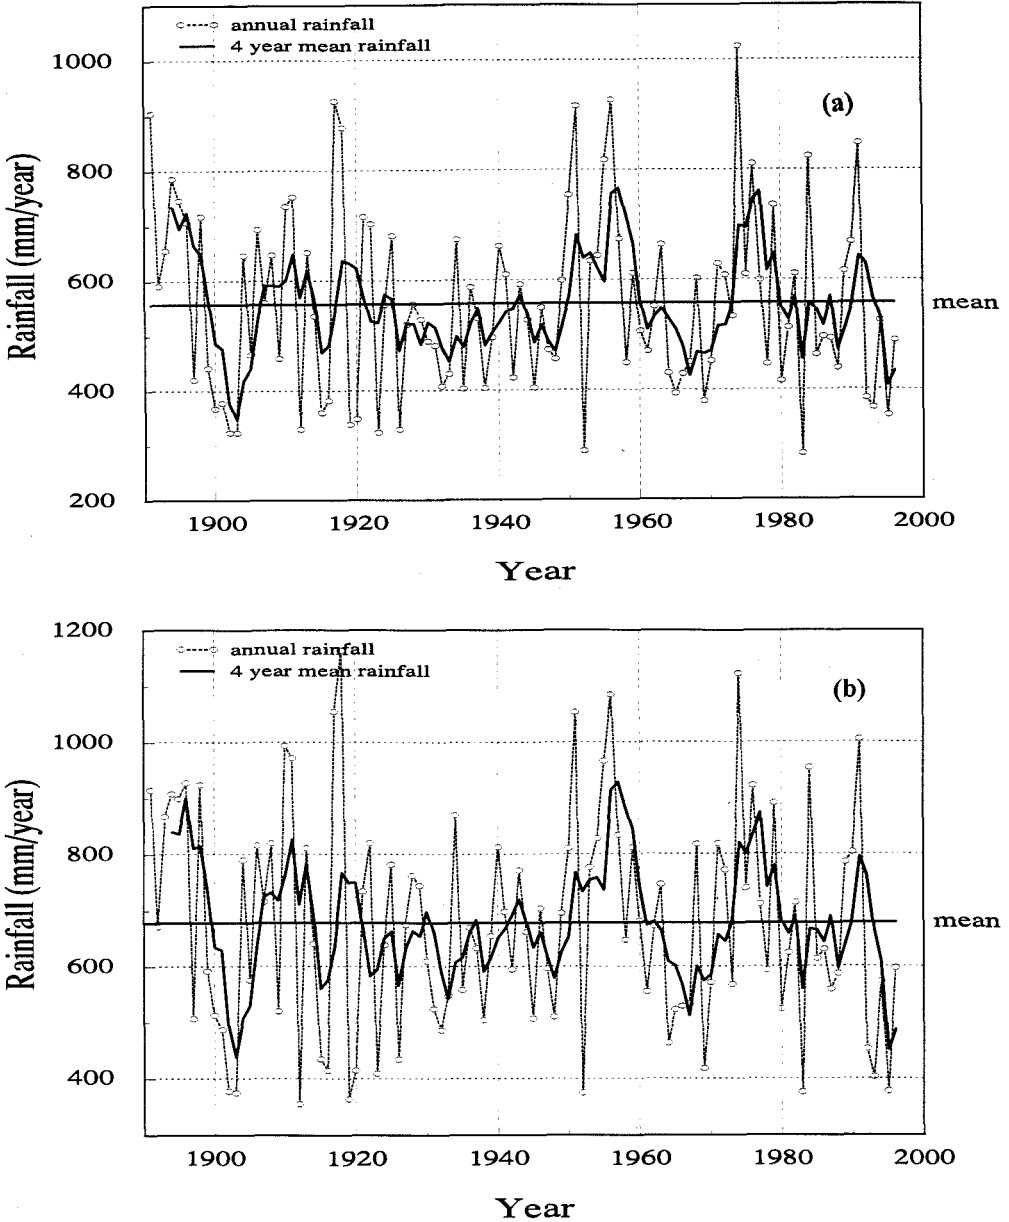 annual rainfall
4 year mean rainfall
1000
(a)
800
600
mean
400
200
1900 1920 1940 1960 1980 2000
Rainfall (mm/year)
Year
1200
annual rainfall
4 year mean rainfall
(b)
1000
800
mean
600
400
1900 1920 1940 1960 1980 2000
Rainfall (mm/year)
Year